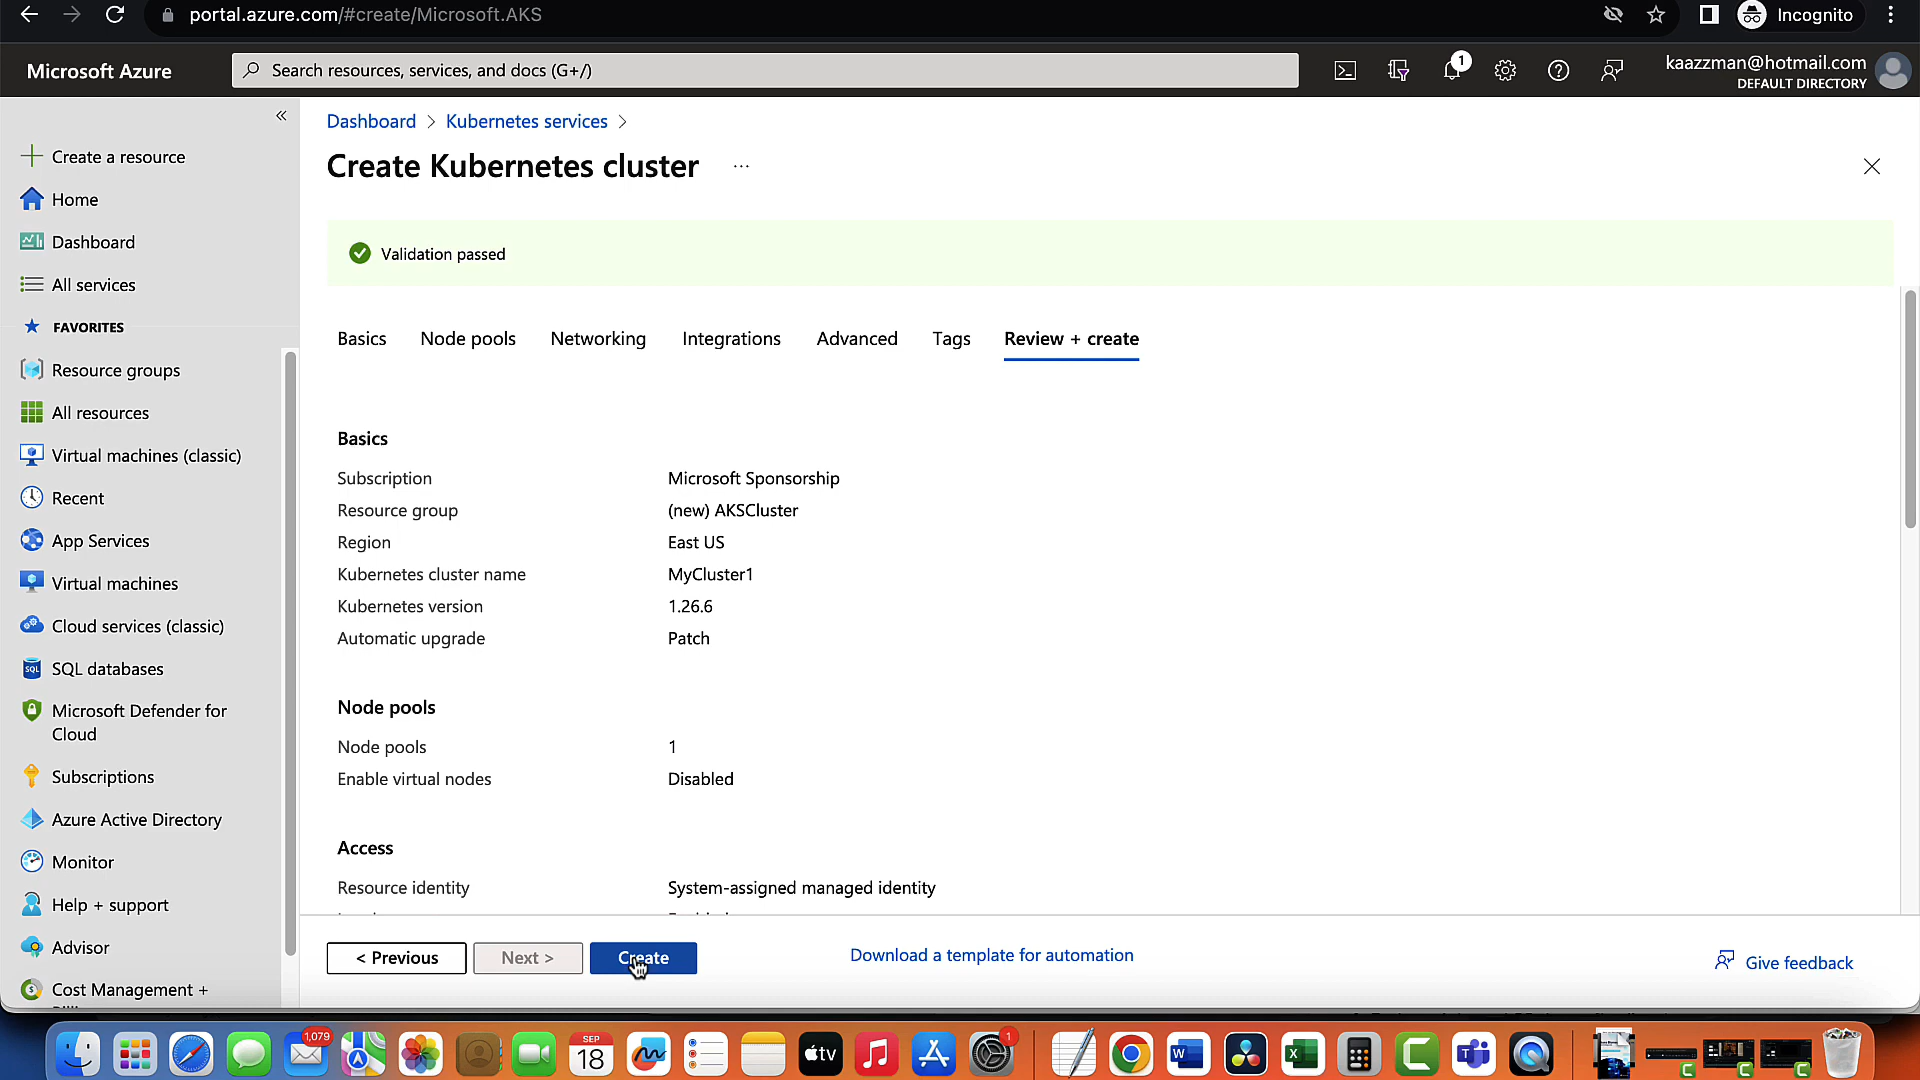 portal.azure.com/#create/Microsoft.AKS
Incognito
Microsoft Azure
Search resources, services, and docs (G+/)
1
kaazzman@hotmail.com
DEFAULT DIRECTORY
«
Create a resource
Home
Dashboard
All services
FAVORITES
Resource groups
All resources
Virtual machines (classic)
Recent
App Services
Virtual machines
Cloud services (classic)
SQL databases
Microsoft Defender for
Cloud
Subscriptions
Azure Active Directory
Monitor
Help + support
Advisor
Cost Management +
Dashboard > Kubernetes services >
Create Kubernetes cluster ...
Validation passed
Basics Node pools Networking Integrations Advanced Tags Review + create
Basics
Subscription Microsoft Sponsorship
Resource group (new) AKSCluster
Region East US
Kubernetes cluster name MyCluster1
Kubernetes version 1.26.6
Automatic upgrade Patch
Node pools
Node pools 1
Enable virtual nodes Disabled
Access
Resource identity System-assigned managed identity
< Previous Next > Create
Download a template for automation
Give feedback
1,079
SEP
18
tv
1